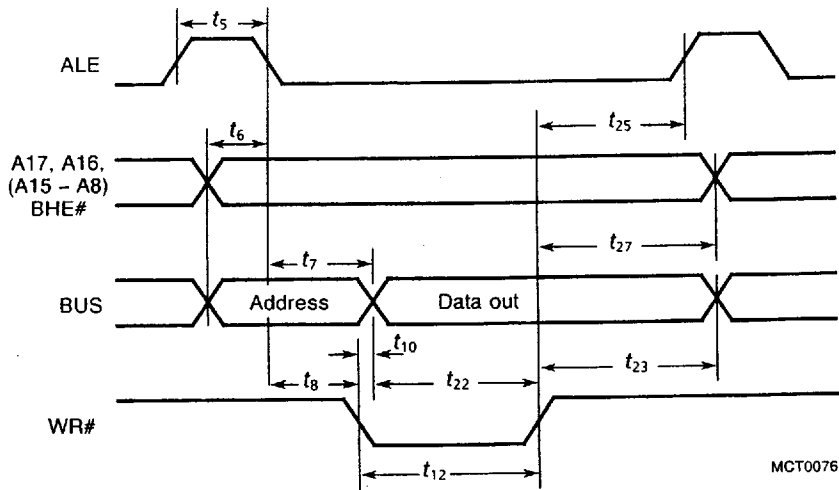 t5
ALE
t25
t6
A17, A16,
(A15 – A8)
BHE#
t27
t7
BUS
Address
Data out
t10
t8
t22
t23
WR#
t12
MCT0076